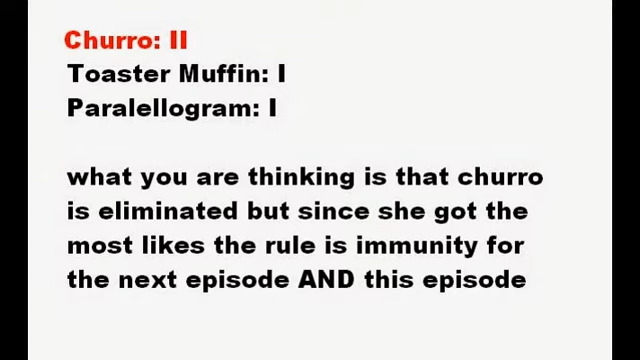 Churro: II
Toaster Muffin: I
Paralellogram: I
what you are thinking is that churro
is eliminated but since she got the
most likes the rule is immunity for
the next episode AND this episode